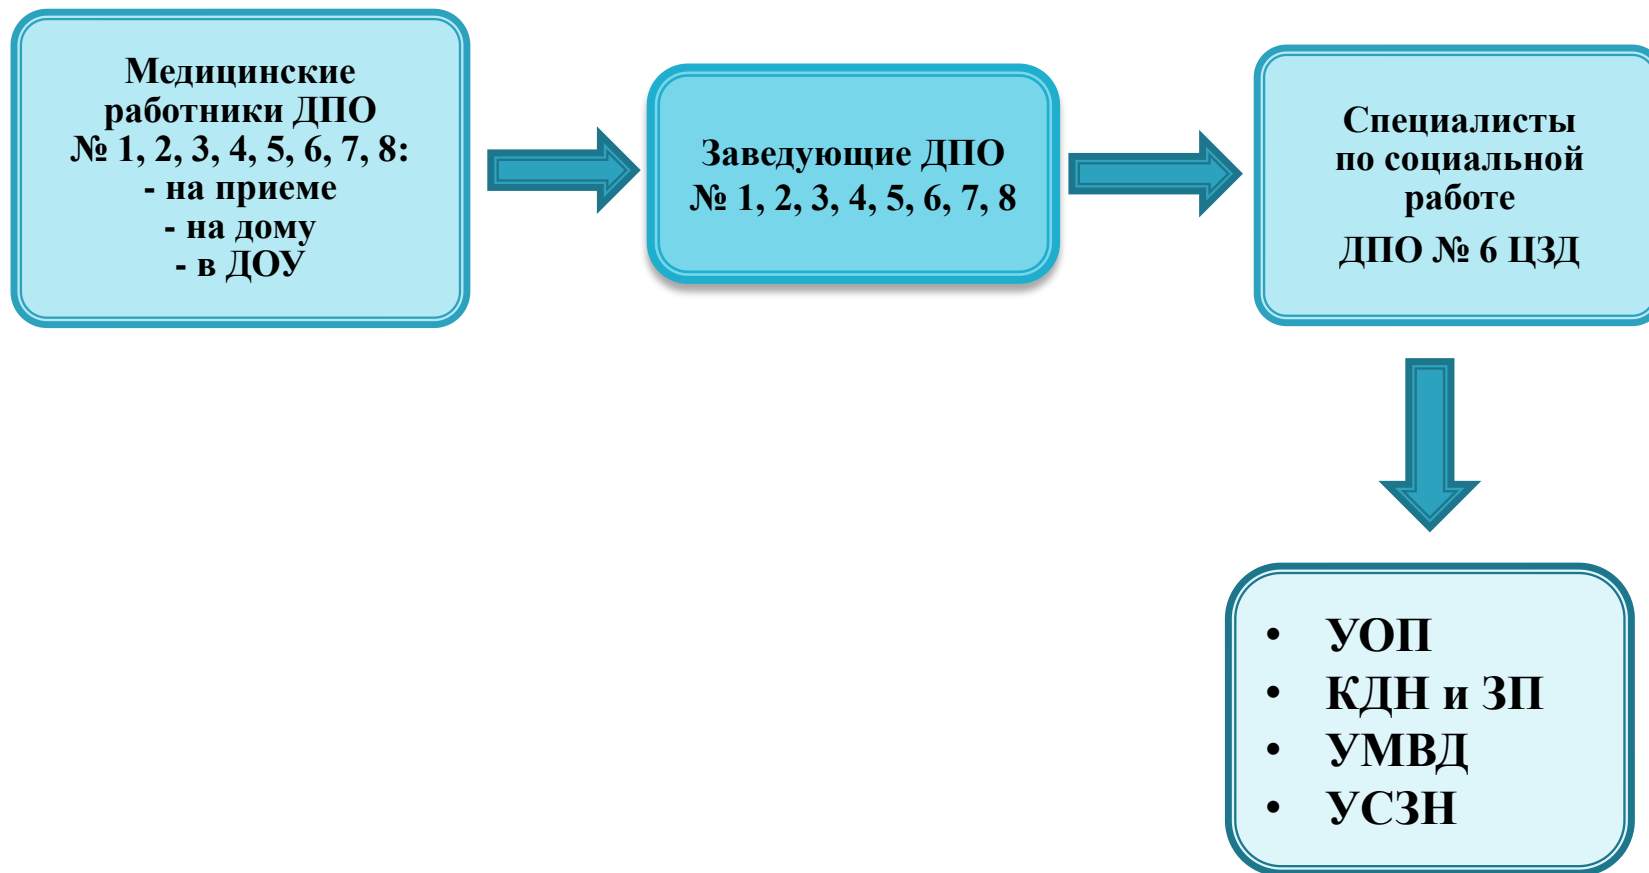 Медицинские
работники ДПО
№ 1, 2, 3, 4, 5, 6, 7, 8:
- на приеме
- на дому
- в ДОУ
Заведующие ДПО
№ 1, 2, 3, 4, 5, 6, 7, 8
Специалисты
по социальной
работе
ДПО № 6 ЦЗД
• УОП
• КДН и ЗП
• УМВД
• УСЗН